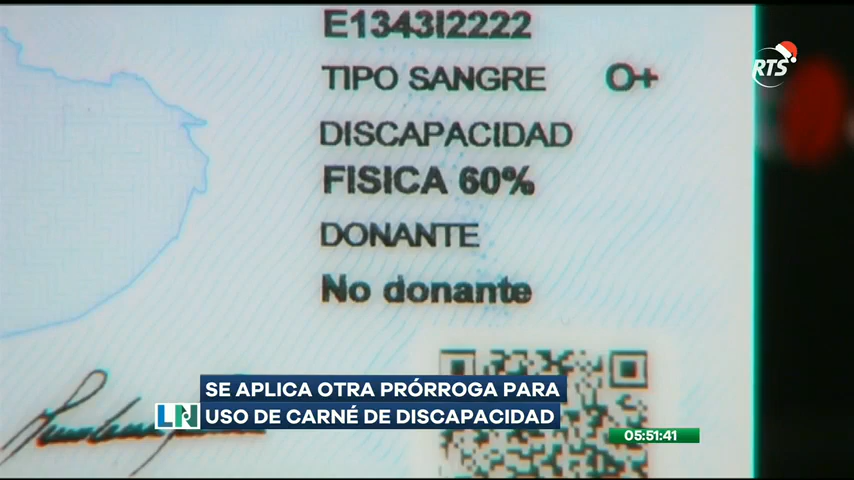 E1343I2222
TIPO SANGRE O+
DISCAPACIDAD
FISICA 60%
DONANTE
No donante
RTS
SE APLICA OTRA PRÓRROGA PARA
USO DE CARNÉ DE DISCAPACIDAD
LN
05:51:41